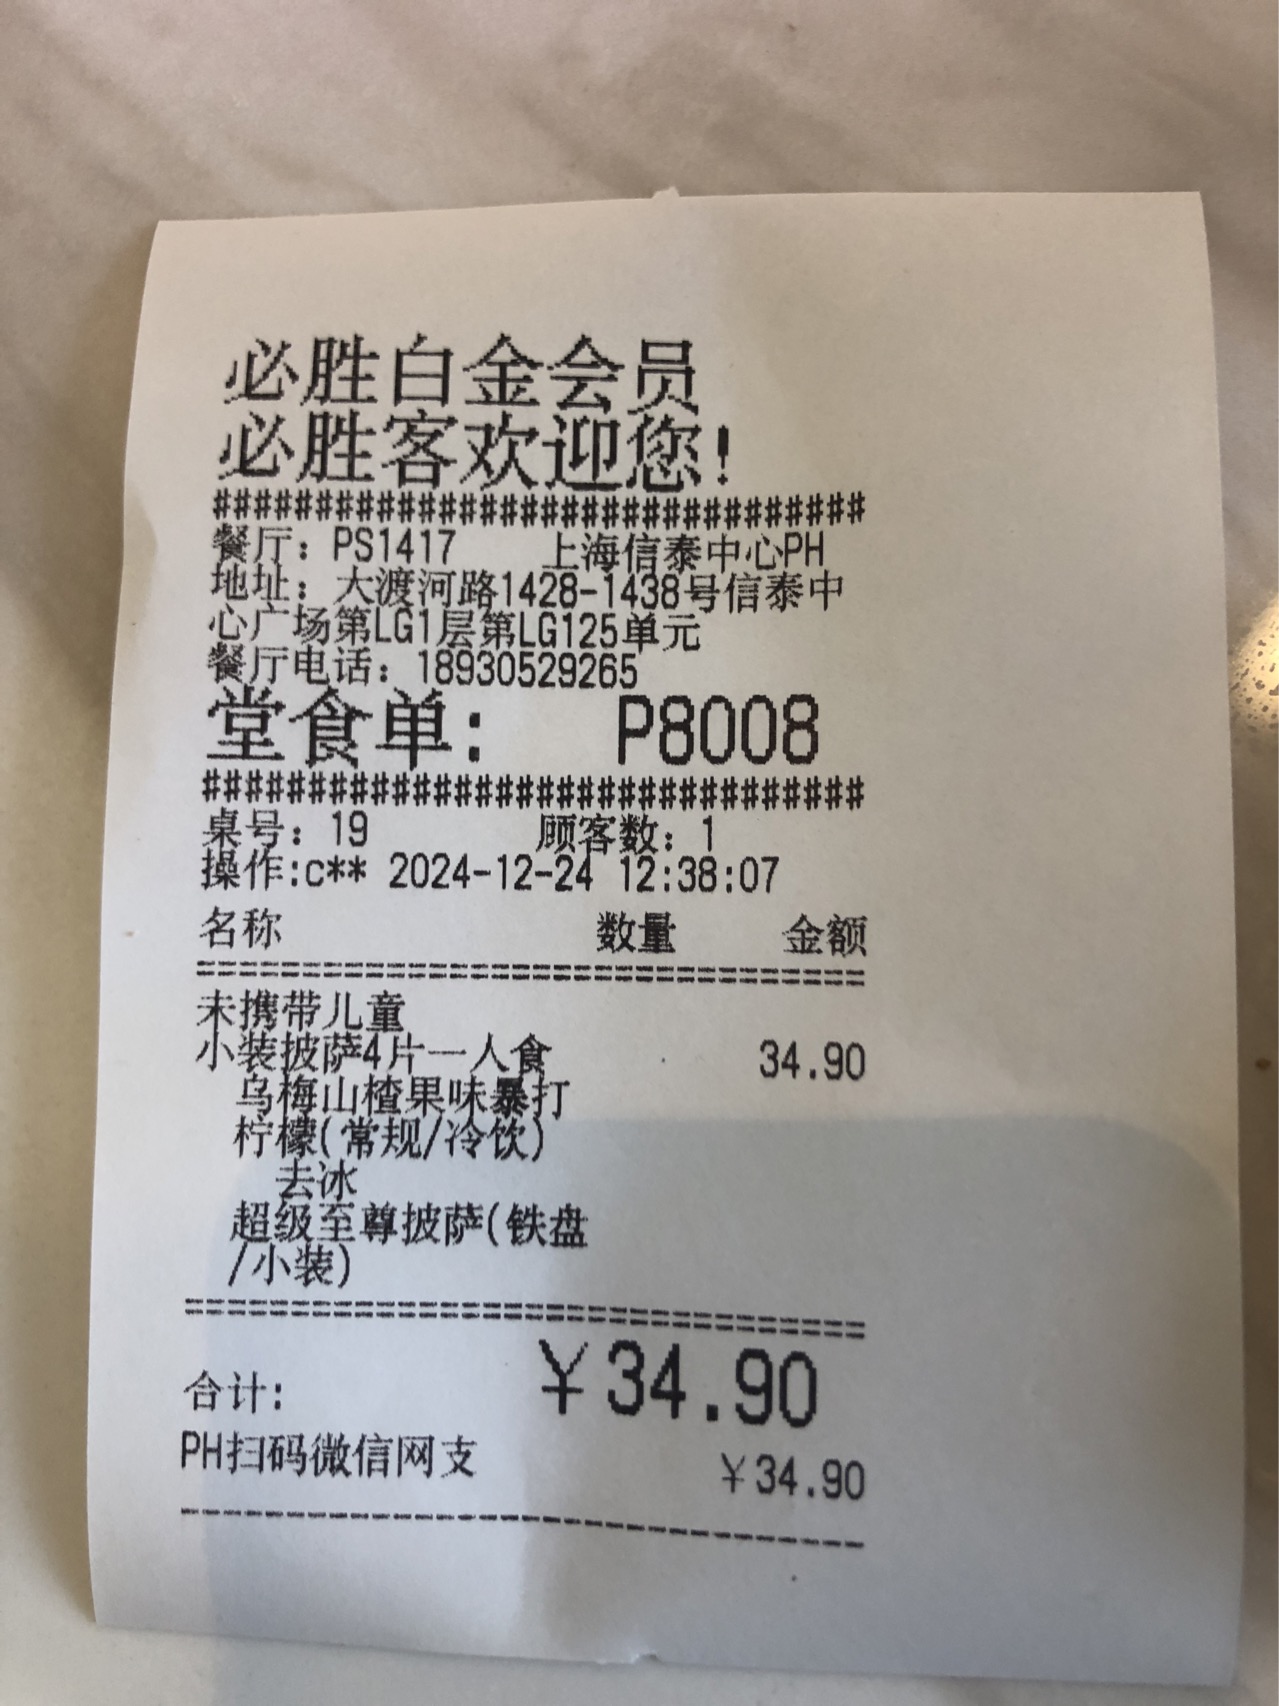 必胜白金会员
必胜客欢迎您!
################################
餐厅: PS1417 上海信泰中心PH
地址: 大渡河路1428-1438号信泰中
心广场第LG1层第LG125单元
餐厅电话: 18930529265
堂食单: P8008
################################
桌号: 19 顾客数: 1
操作:c** 2024-12-24 12:38:07
名称 数量 金额
================================
未携带儿童
小装披萨4片一人食 34.90
乌梅山楂果味暴打
柠檬(常规/冷饮)
去冰
超级至尊披萨(铁盘
/小装)
================================
合计: ￥34.90
PH扫码微信网支 ￥34.90
--------------------------------